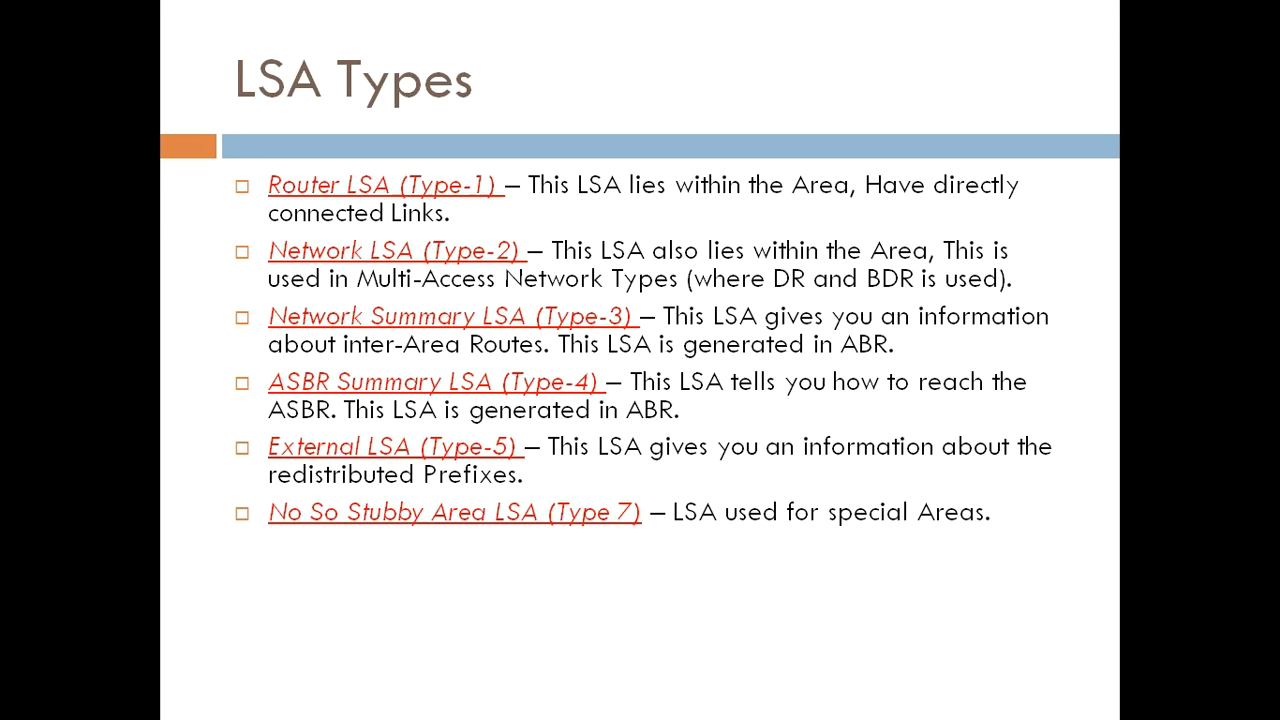 LSA Types
Router LSA (Type-1) – This LSA lies within the Area, Have directly
connected Links.
Network LSA (Type-2) – This LSA also lies within the Area, This is
used in Multi-Access Network Types (where DR and BDR is used).
Network Summary LSA (Type-3) – This LSA gives you an information
about inter-Area Routes. This LSA is generated in ABR.
ASBR Summary LSA (Type-4) – This LSA tells you how to reach the
ASBR. This LSA is generated in ABR.
External LSA (Type-5) – This LSA gives you an information about the
redistributed Prefixes.
No So Stubby Area LSA (Type 7) – LSA used for special Areas.